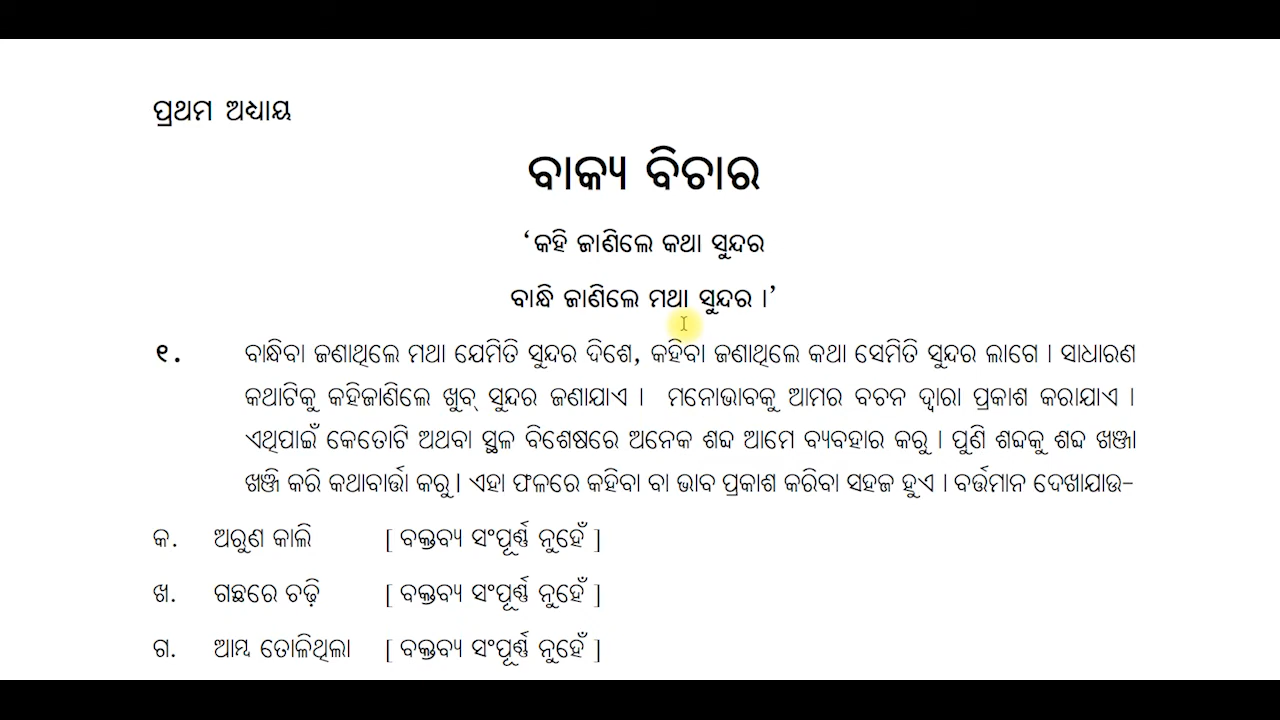 ପ୍ରଥମ ଅଧ୍ୟାୟ
ବାକ୍ୟ ବିଚାର
‘କହି ଜାଣିଲେ କଥା ସୁନ୍ଦର
ବାନ୍ଧି ଜାଣିଲେ ମଥା ସୁନ୍ଦର ।’
୧. ବାନ୍ଧିବା ଜଣାଥିଲେ ମଥା ଯେମିତି ସୁନ୍ଦର ଦିଶେ, କହିବା ଜଣାଥିଲେ କଥା ସେମିତି ସୁନ୍ଦର ଲାଗେ । ସାଧାରଣ
କଥାଟିକୁ କହିଜାଣିଲେ ଖୁବ୍ ସୁନ୍ଦର ଜଣାଯାଏ । ମନୋଭାବକୁ ଆମର ବଚନ ଦ୍ୱାରା ପ୍ରକାଶ କରାଯାଏ ।
ଏଥିପାଇଁ କେତୋଟି ଅଥବା ସ୍ଥଳ ବିଶେଷରେ ଅନେକ ଶବ୍ଦ ଆମେ ବ୍ୟବହାର କରୁ । ପୁଣି ଶବ୍ଦକୁ ଶବ୍ଦ ଖଞ୍ଜା
ଖଞ୍ଜି କରି କଥାବାର୍ତ୍ତା କରୁ । ଏହା ଫଳରେ କହିବା ବା ଭାବ ପ୍ରକାଶ କରିବା ସହଜ ହୁଏ । ବର୍ତ୍ତମାନ ଦେଖାଯାଉ–
କ. ଅରୁଣ କାଲି [ ବକ୍ତବ୍ୟ ସଂପୂର୍ଣ୍ଣ ନୁହେଁ ]
ଖ. ଗଛରେ ଚଢ଼ି [ ବକ୍ତବ୍ୟ ସଂପୂର୍ଣ୍ଣ ନୁହେଁ ]
ଗ. ଆମ୍ବ ତୋଳିଥିଲା [ ବକ୍ତବ୍ୟ ସଂପୂର୍ଣ୍ଣ ନୁହେଁ ]